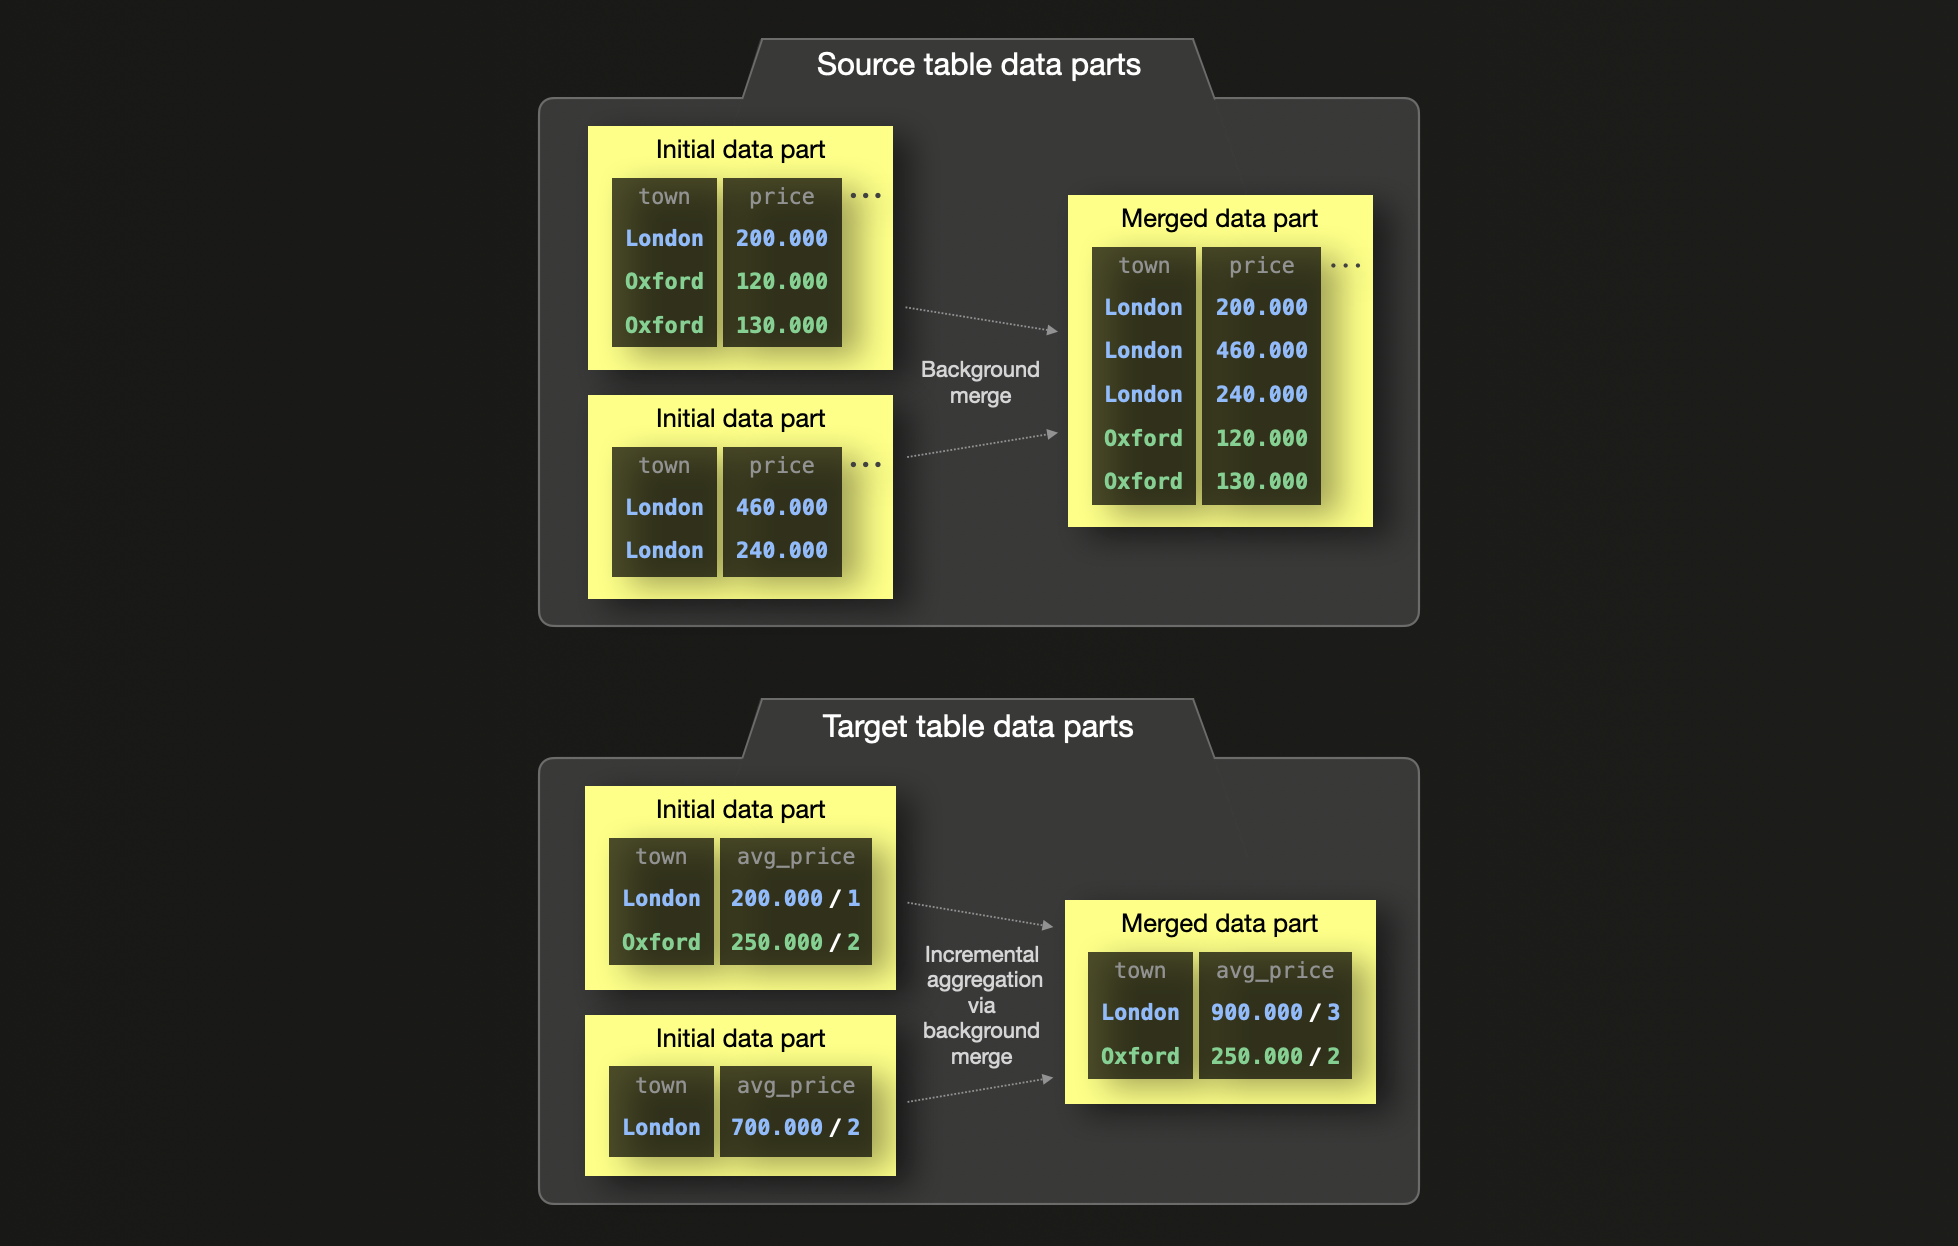 Source table data parts
Initial data part
town price ...
London 200.000
Oxford 120.000
Oxford 130.000
Initial data part
town price ...
London 460.000
London 240.000
Background
merge
Merged data part
town price ...
London 200.000
London 460.000
London 240.000
Oxford 120.000
Oxford 130.000
Target table data parts
Initial data part
town avg_price
London 200.000 / 1
Oxford 250.000 / 2
Initial data part
town avg_price
London 700.000 / 2
Incremental
aggregation
via
background
merge
Merged data part
town avg_price
London 900.000 / 3
Oxford 250.000 / 2